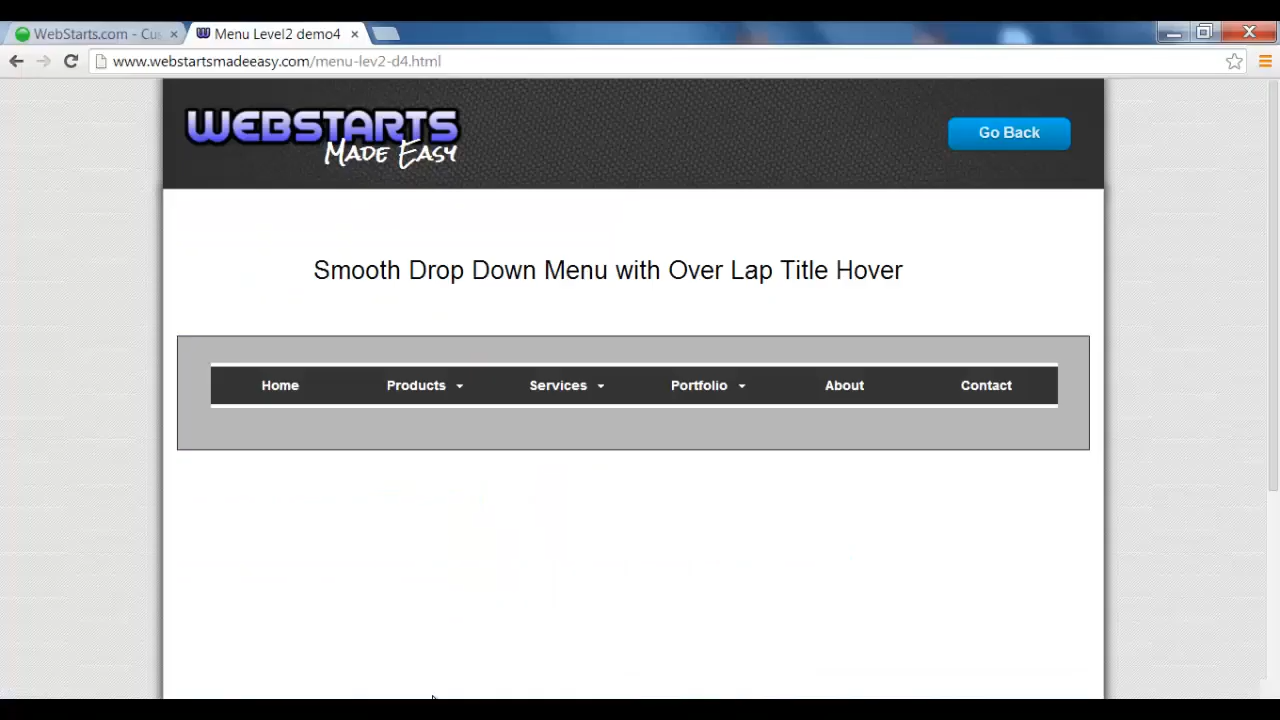 WebStarts.com - Cus
Menu Level2 demo4
www.webstartsmadeeasy.com/menu-lev2-d4.html
WEBSTARTS
Made Easy
Go Back
Smooth Drop Down Menu with Over Lap Title Hover
Home Products Services Portfolio About Contact